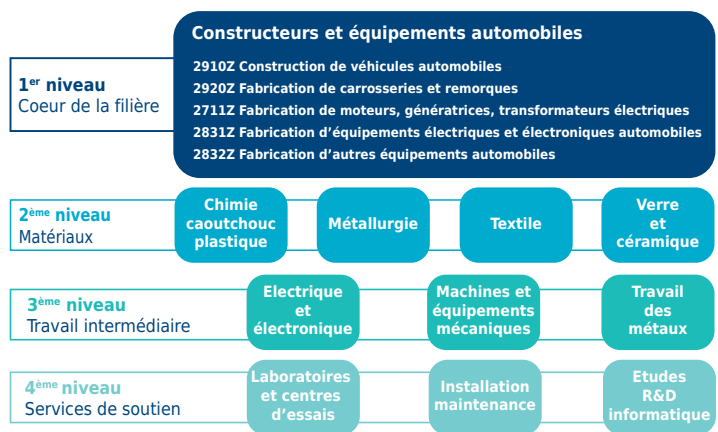 Constructeurs et équipements automobiles
1er niveau
Coeur de la filière
2910Z Construction de véhicules automobiles
2920Z Fabrication de carrosseries et remorques
2711Z Fabrication de moteurs, génératrices, transformateurs électriques
2831Z Fabrication d’équipements électriques et électroniques automobiles
2832Z Fabrication d’autres équipements automobiles
2ème niveau
Matériaux
Chimie
caoutchouc
plastique
Métallurgie
Textile
Verre
et
céramique
3ème niveau
Travail intermédiaire
Electrique
et
électronique
Machines et
équipements
mécaniques
Travail
des
métaux
4ème niveau
Services de soutien
Laboratoires
et centres
d’essais
Installation
maintenance
Etudes
R&D
informatique